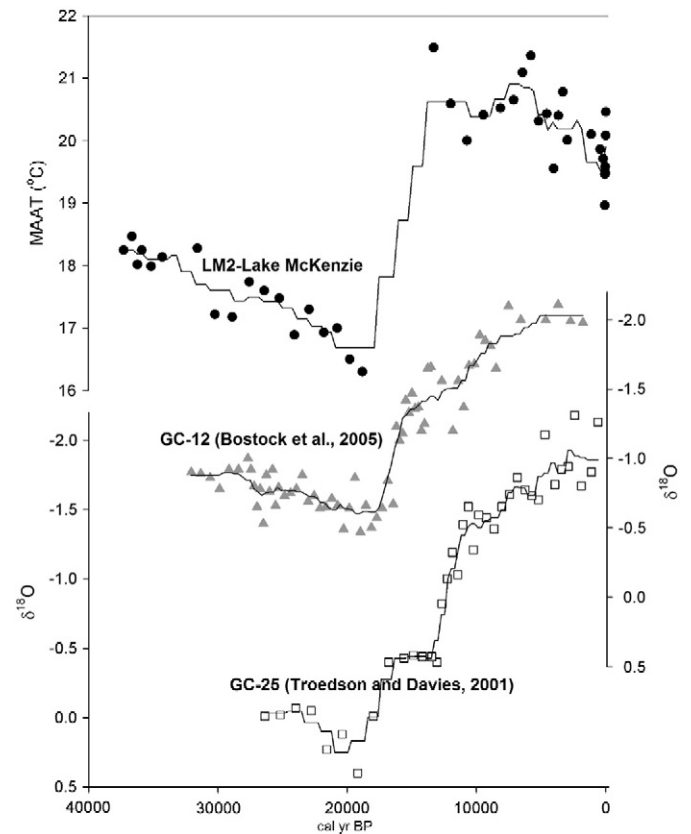 22
21
20
19
18
17
16
MAAT (°C)
LM2-Lake McKenzie
-2.0
-1.5
-1.0
-0.5
0.0
0.5
δ¹⁸O
GC-12 (Bostock et al., 2005)
-2.0
-1.5
-1.0
-0.5
0.0
0.5
δ¹⁸O
GC-25 (Troedson and Davies, 2001)
40000 30000 20000 10000 0
cal yr BP